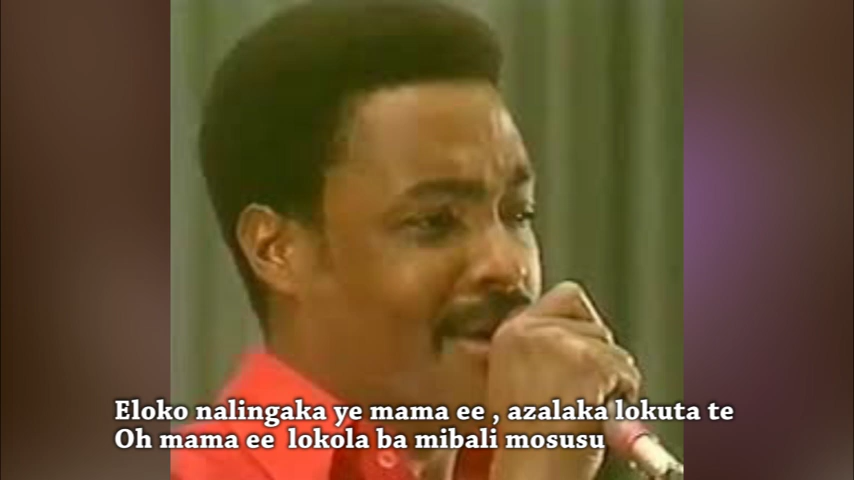 Eloko nalingaka ye mama ee , azalaka lokuta te
Oh mama ee lokola ba mibali mosusu